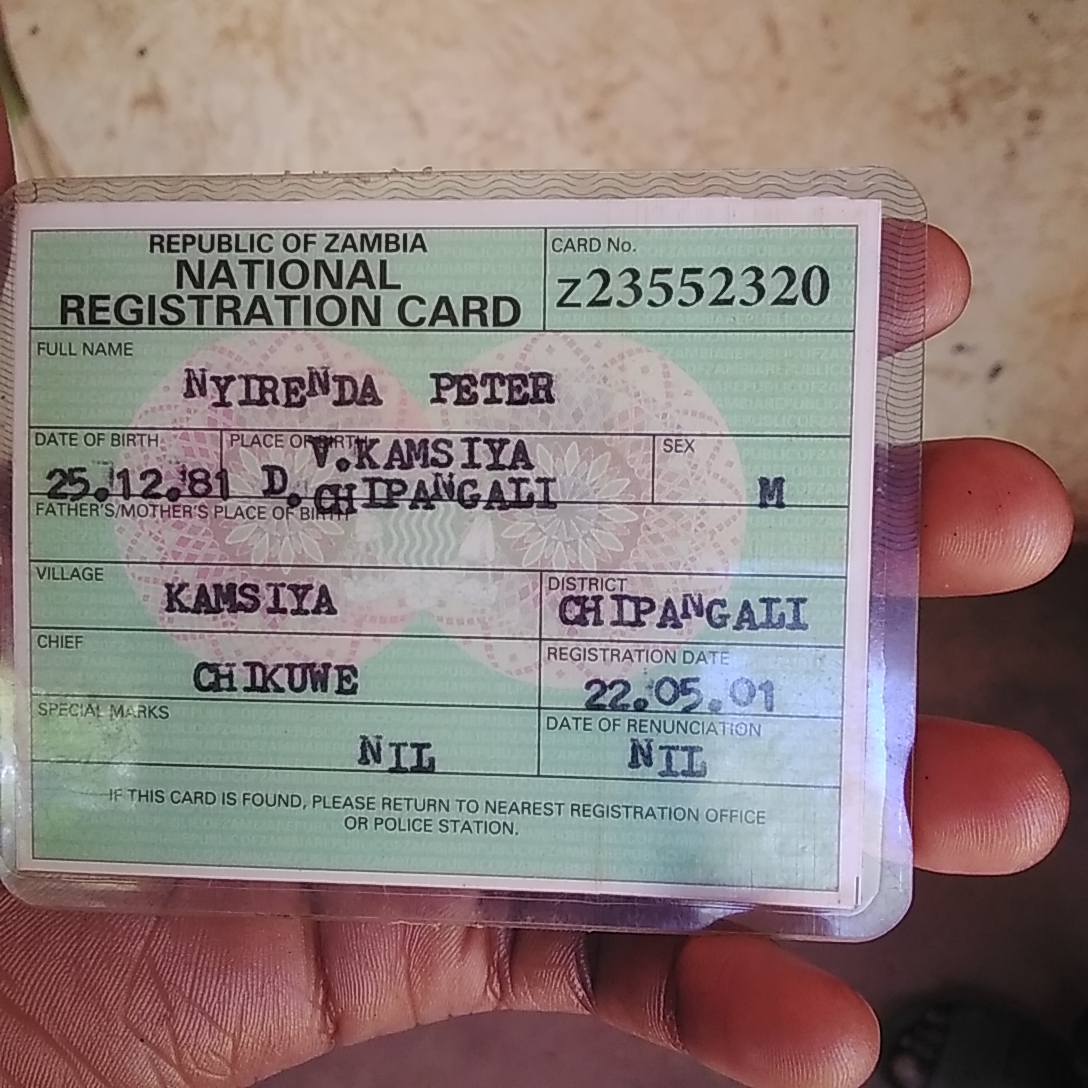 REPUBLIC OF ZAMBIA
NATIONAL
REGISTRATION CARD
CARD No.
Z23552320
FULL NAME
NYIRENDA PETER
DATE OF BIRTH
25.12.81
PLACE OF BIRTH
V.KAMSIYA
D. CHIPANGALI
SEX
M
FATHER'S/MOTHER'S PLACE OF BIRTH
VILLAGE
KAMSIYA
DISTRICT
CHIPANGALI
CHIEF
CHIKUWE
REGISTRATION DATE
22.05.01
SPECIAL MARKS
NIL
DATE OF RENUNCIATION
NIL
IF THIS CARD IS FOUND, PLEASE RETURN TO NEAREST REGISTRATION OFFICE
OR POLICE STATION.